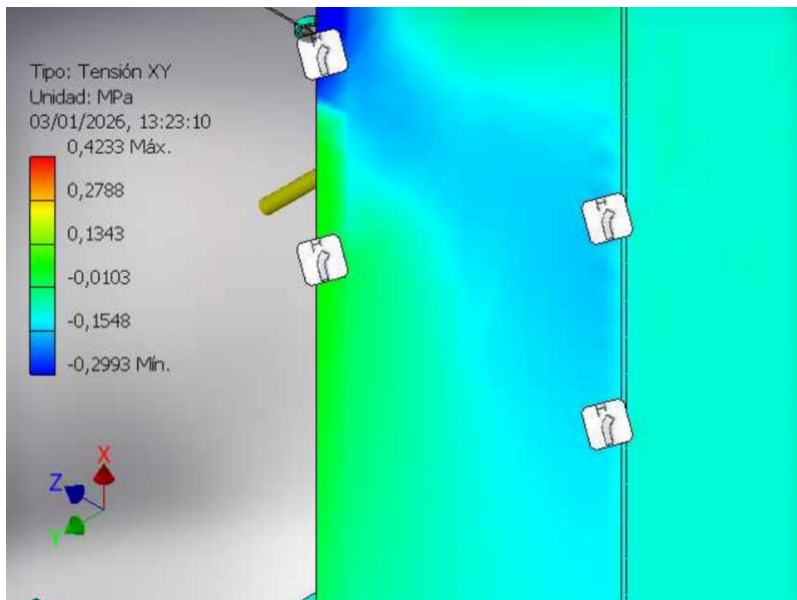 Tipo: Tensión XY
Unidad: MPa
03/01/2026, 13:23:10
0,4233 Máx.
0,2788
0,1343
-0,0103
-0,1548
-0,2993 Mín.
X
Z
Y